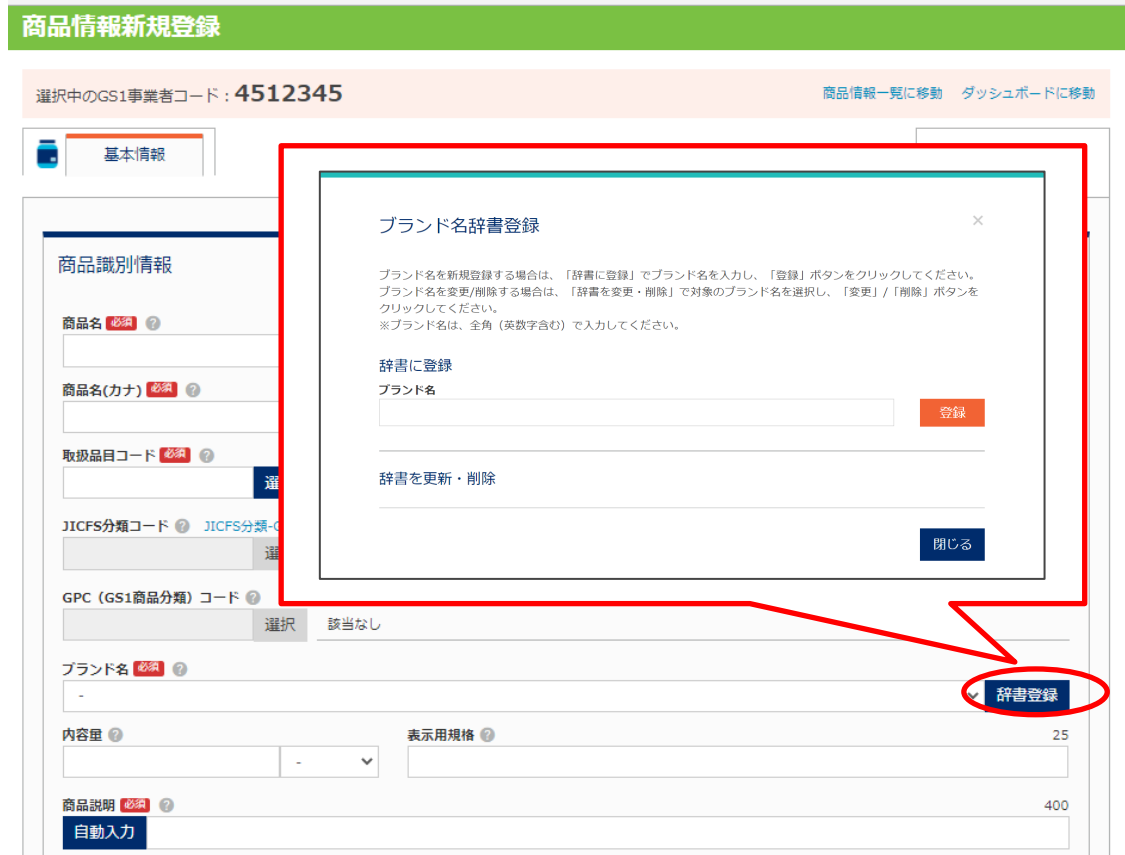 商品情報新規登録
選択中のGS1事業者コード：4512345
商品情報一覧に移動 ダッシュボードに移動
基本情報
商品識別情報
商品名 必須 ?
商品名(カナ) 必須 ?
取扱品目コード 必須 ?
選
JICFS分類コード ? JICFS分類-G
選
GPC（GS1商品分類）コード ?
選択 該当なし
ブランド名 必須 ?
-
辞書登録
内容量 ? 表示用規格 ? 25
-
商品説明 必須 ? 400
自動入力
ブランド名辞書登録 ×
ブランド名を新規登録する場合は、「辞書に登録」でブランド名を入力し、「登録」ボタンをクリックしてください。
ブランド名を変更/削除する場合は、「辞書を変更・削除」で対象のブランド名を選択し、「変更」/「削除」ボタンを
クリックしてください。
※ブランド名は、全角（英数字含む）で入力してください。
辞書に登録
ブランド名
登録
辞書を更新・削除
閉じる